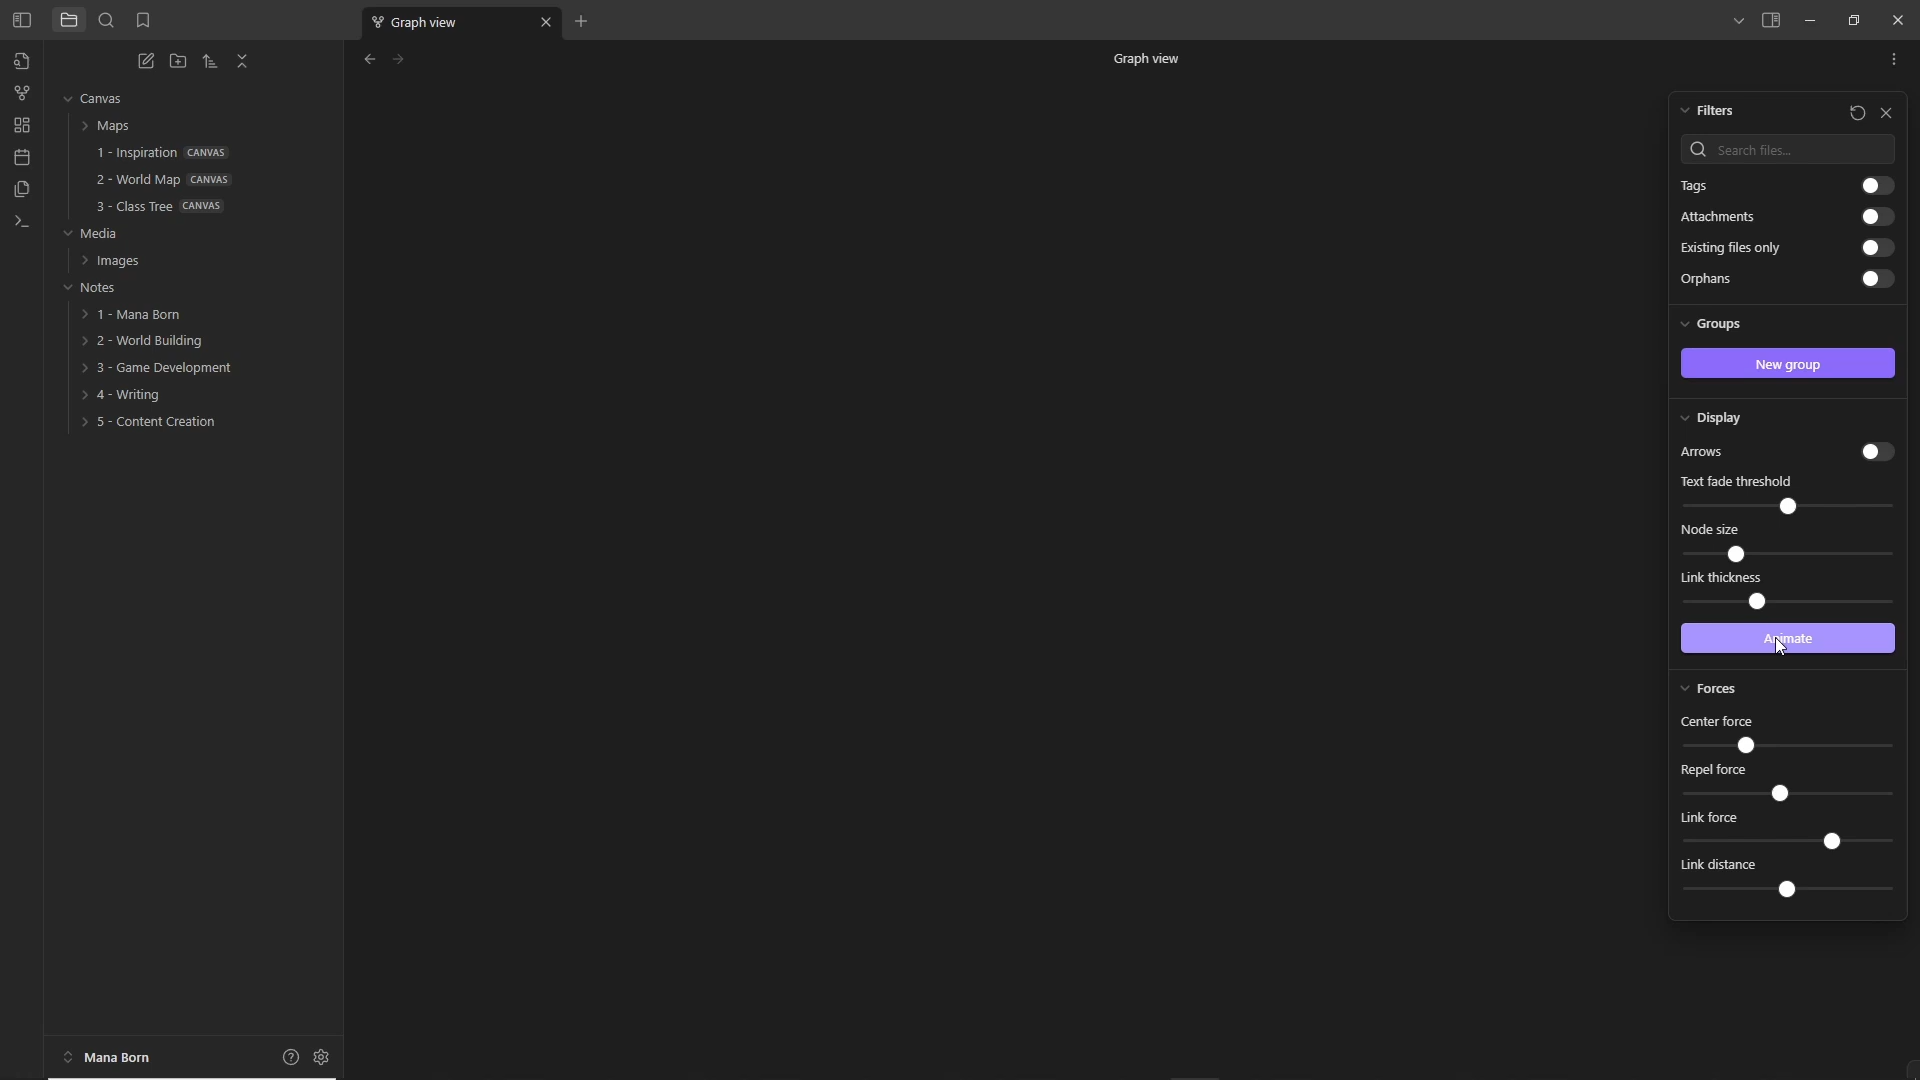 Graph view
Graph view
Canvas
Maps
1 - Inspiration CANVAS
2 - World Map CANVAS
3 - Class Tree CANVAS
Media
Images
Notes
1 - Mana Born
2 - World Building
3 - Game Development
4 - Writing
5 - Content Creation
Mana Born
Filters
Search files...
Tags
Attachments
Existing files only
Orphans
Groups
New group
Display
Arrows
Text fade threshold
Node size
Link thickness
Animate
Forces
Center force
Repel force
Link force
Link distance